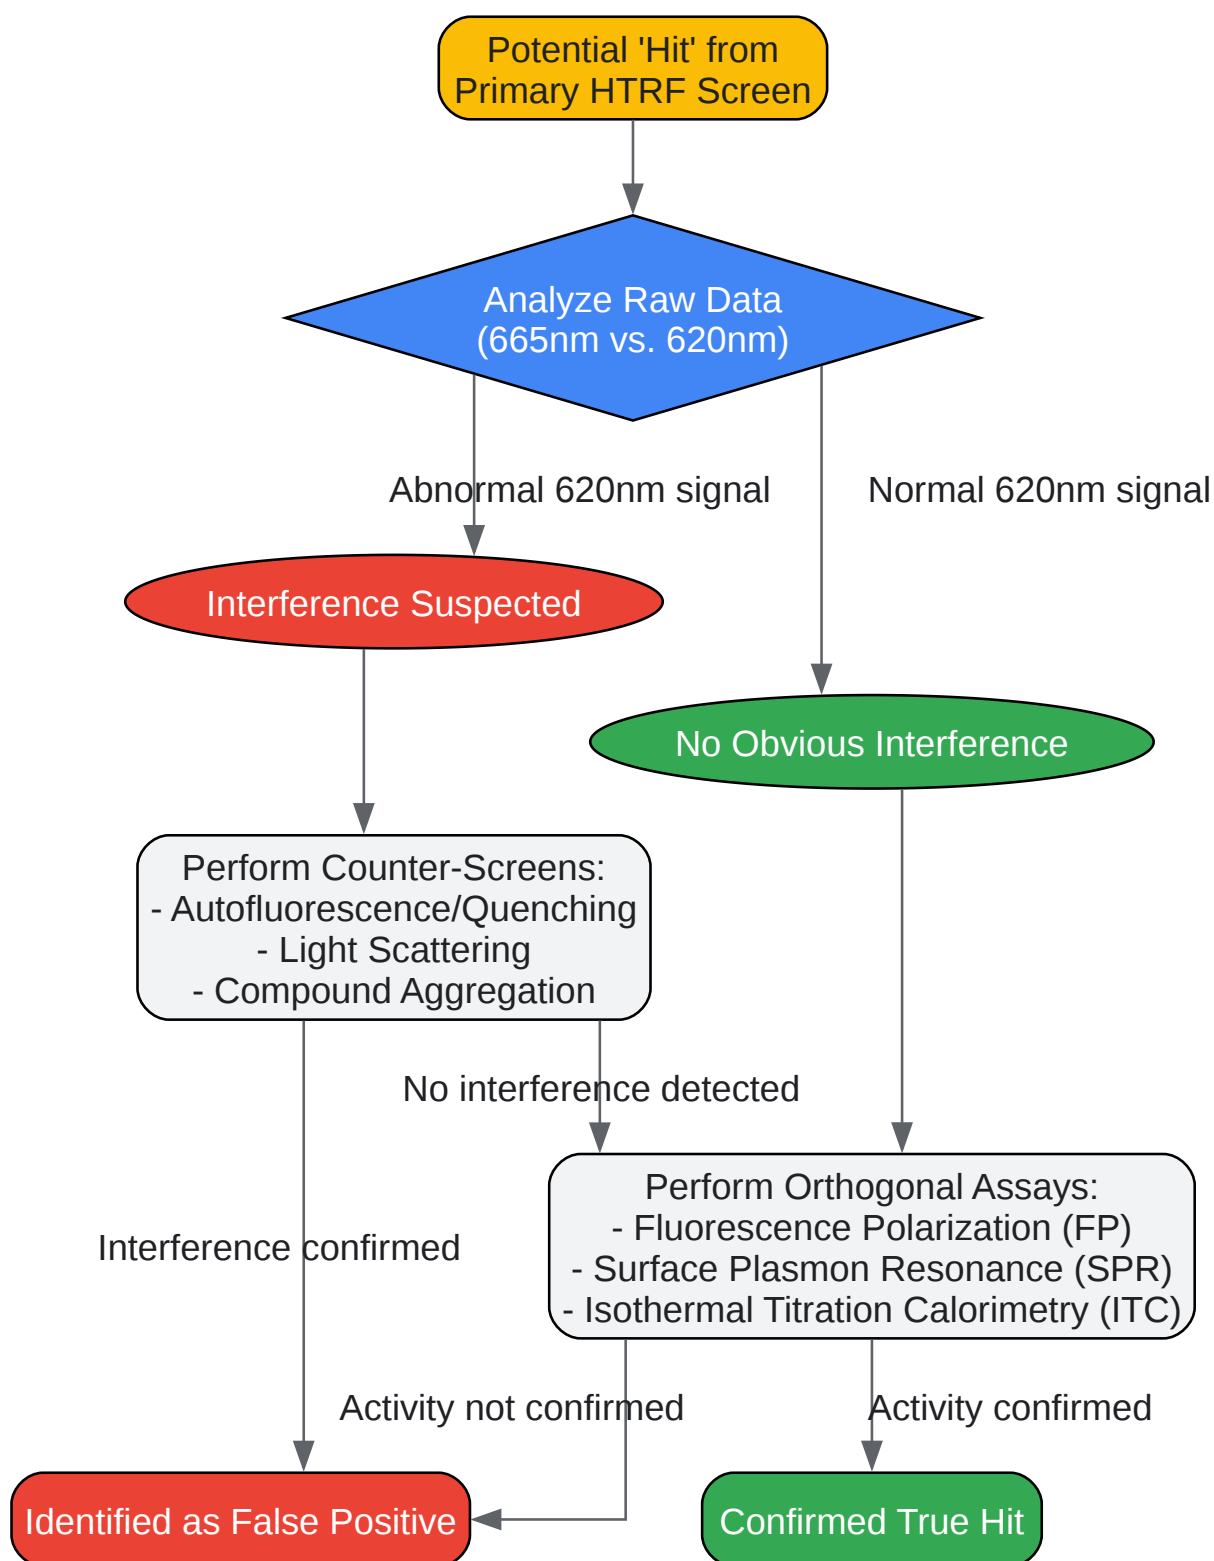 Potential 'Hit' from
Primary HTRF Screen
Analyze Raw Data
(665nm vs. 620nm)
Abnormal 620nm signal
Normal 620nm signal
Interference Suspected
No Obvious Interference
Perform Counter-Screens:
- Autofluorescence/Quenching
- Light Scattering
- Compound Aggregation
No interference detected
Perform Orthogonal Assays:
- Fluorescence Polarization (FP)
- Surface Plasmon Resonance (SPR)
- Isothermal Titration Calorimetry (ITC)
Interference confirmed
Activity not confirmed
Activity confirmed
Identified as False Positive
Confirmed True Hit